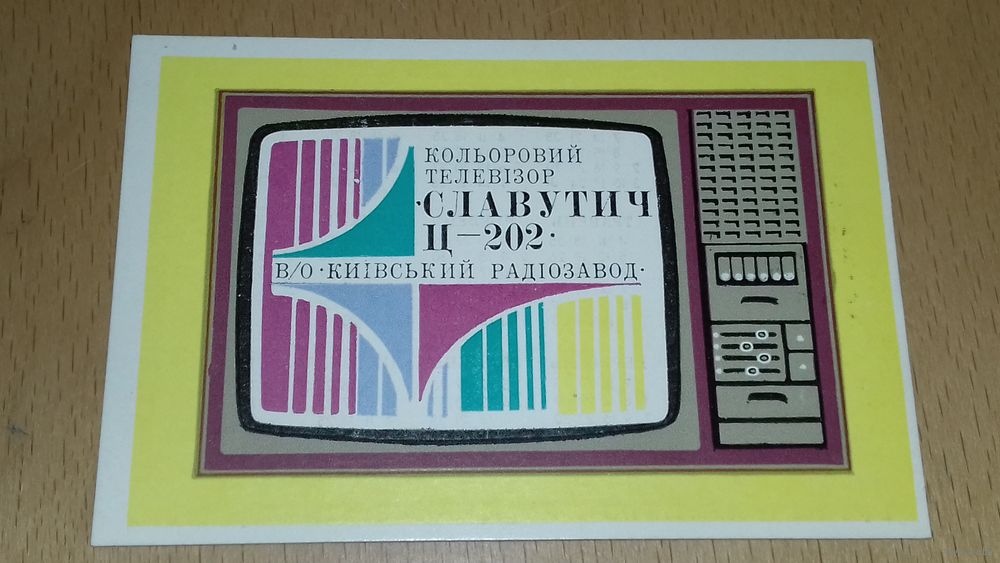 КОЛЬОРОВИЙ
ТЕЛЕВІЗОР
·СЛАВУТИЧ
Ц—202·
В/О·КИЇВСЬКИЙ РАДІОЗАВОД·